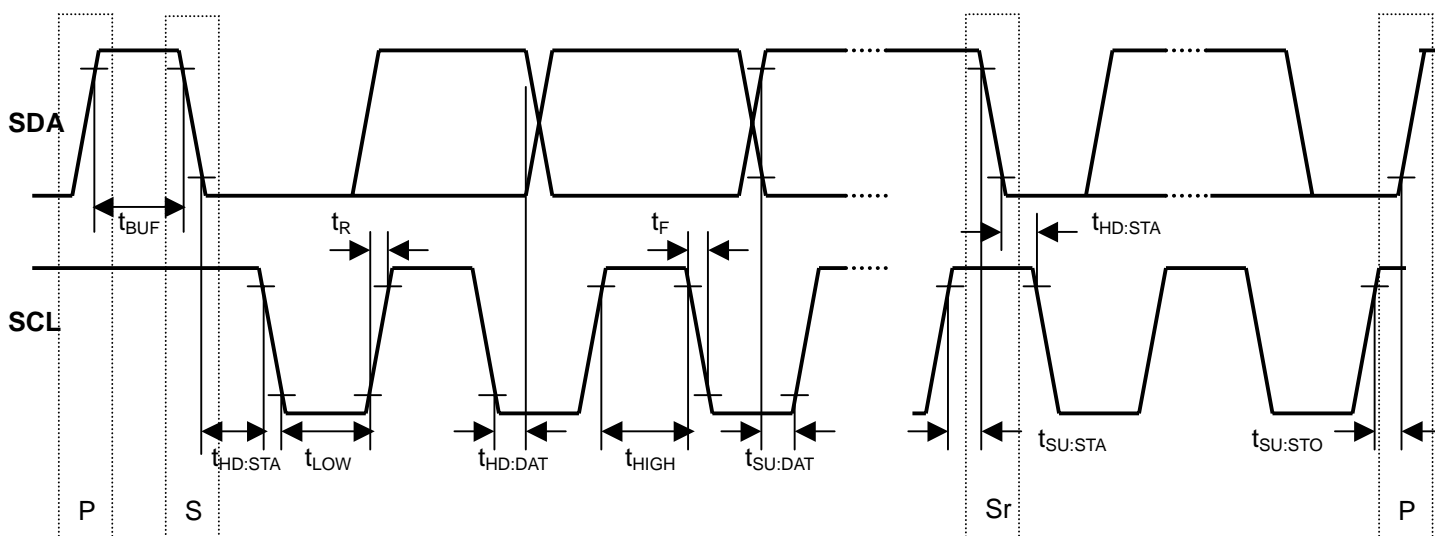 SDA
t_BUF
t_R
t_F
t_HD:STA
SCL
t_HD:STA
t_LOW
t_HD:DAT
t_HIGH
t_SU:DAT
t_SU:STA
t_SU:STO
P
S
Sr
P